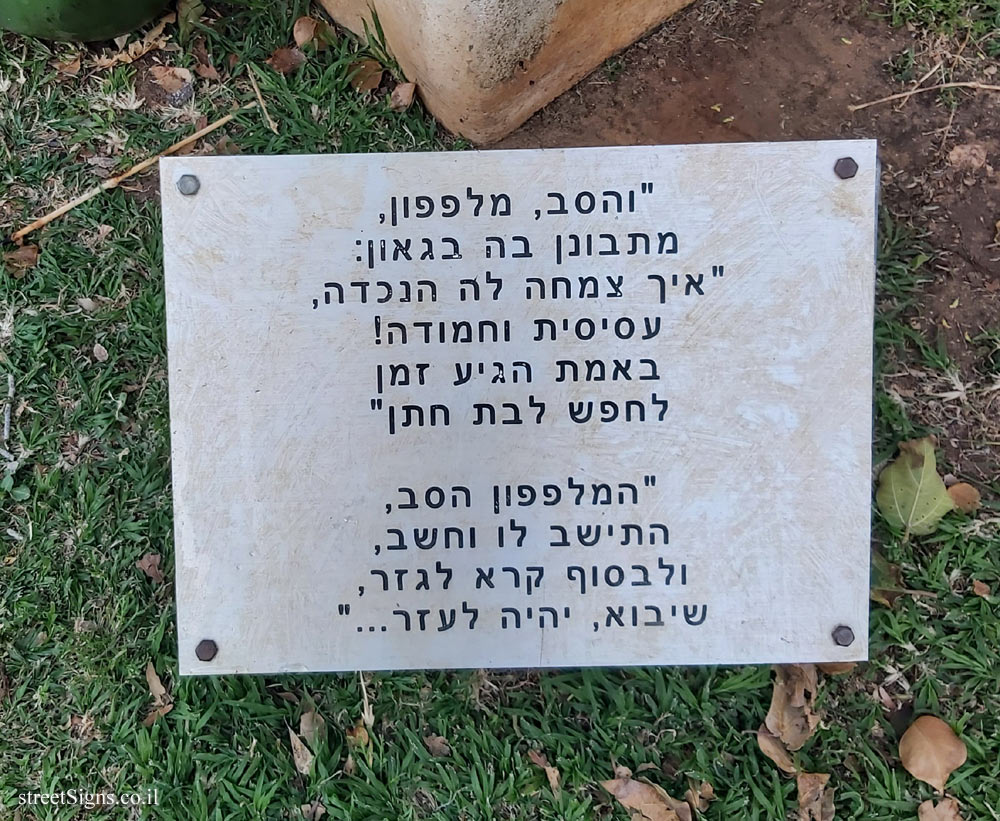 "והסב, מלפפון,
מתבונן בה בגאון:
"איך צמחה לה הנכדה,
עסיסית וחמודה!
באמת הגיע זמן
לחפש לבת חתן"
"המלפפון הסב,
התישב לו וחשב,
ולבסוף קרא לגזר,
שיבוא, יהיה לעזר..."
streetSigns.co.il